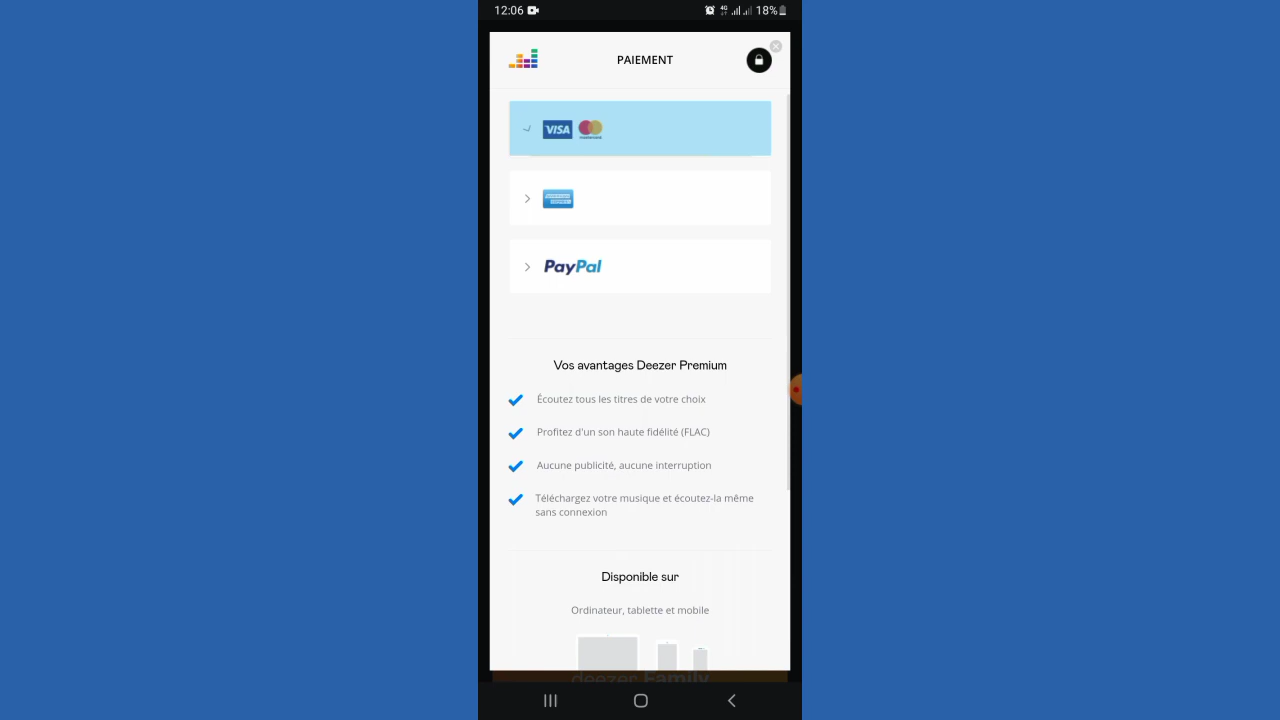 12:06 4G 18%
PAIEMENT
VISA
PayPal
Vos avantages Deezer Premium
Écoutez tous les titres de votre choix
Profitez d'un son haute fidélité (FLAC)
Aucune publicité, aucune interruption
Téléchargez votre musique et écoutez-la même
sans connexion
Disponible sur
Ordinateur, tablette et mobile
deezer Family